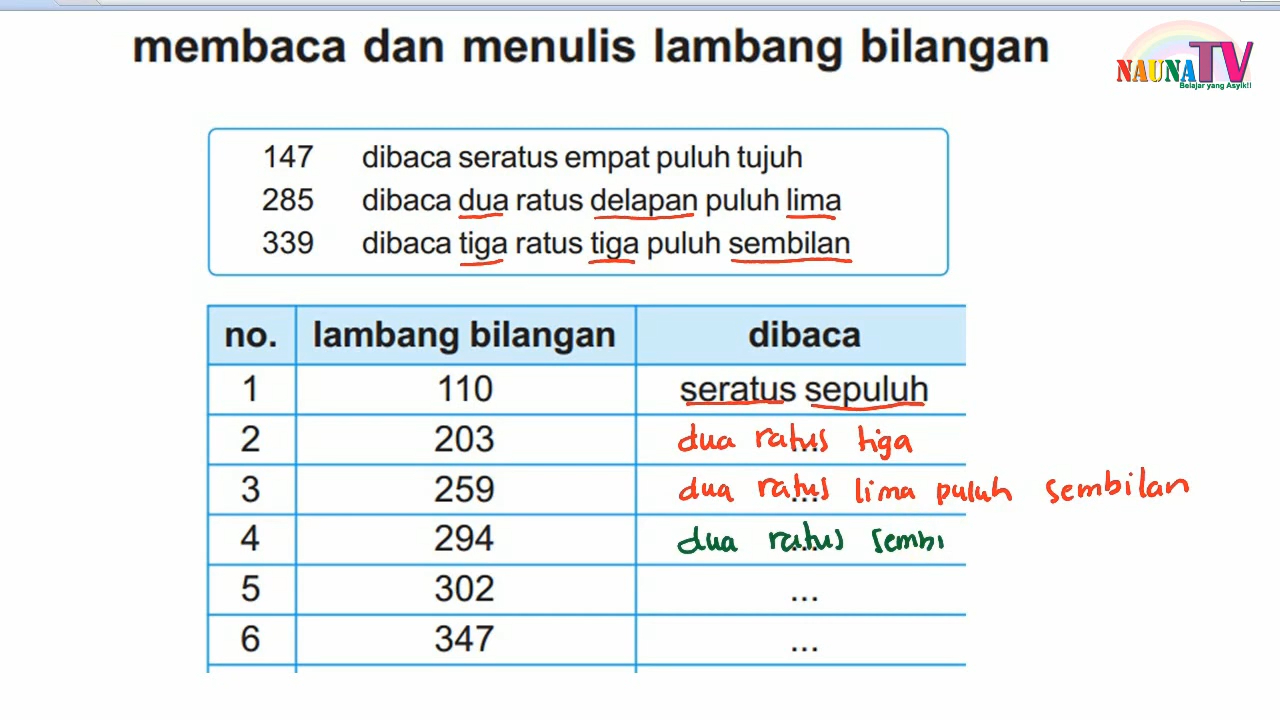 membaca dan menulis lambang bilangan
NAUNA TV
Belajar yang Asyik!!
147 dibaca seratus empat puluh tujuh
285 dibaca dua ratus delapan puluh lima
339 dibaca tiga ratus tiga puluh sembilan
no. lambang bilangan dibaca
1 110 seratus sepuluh
2 203 dua ratus tiga
3 259 dua ratus lima puluh sembilan
4 294 dua ratus sembi
5 302 ...
6 347 ...